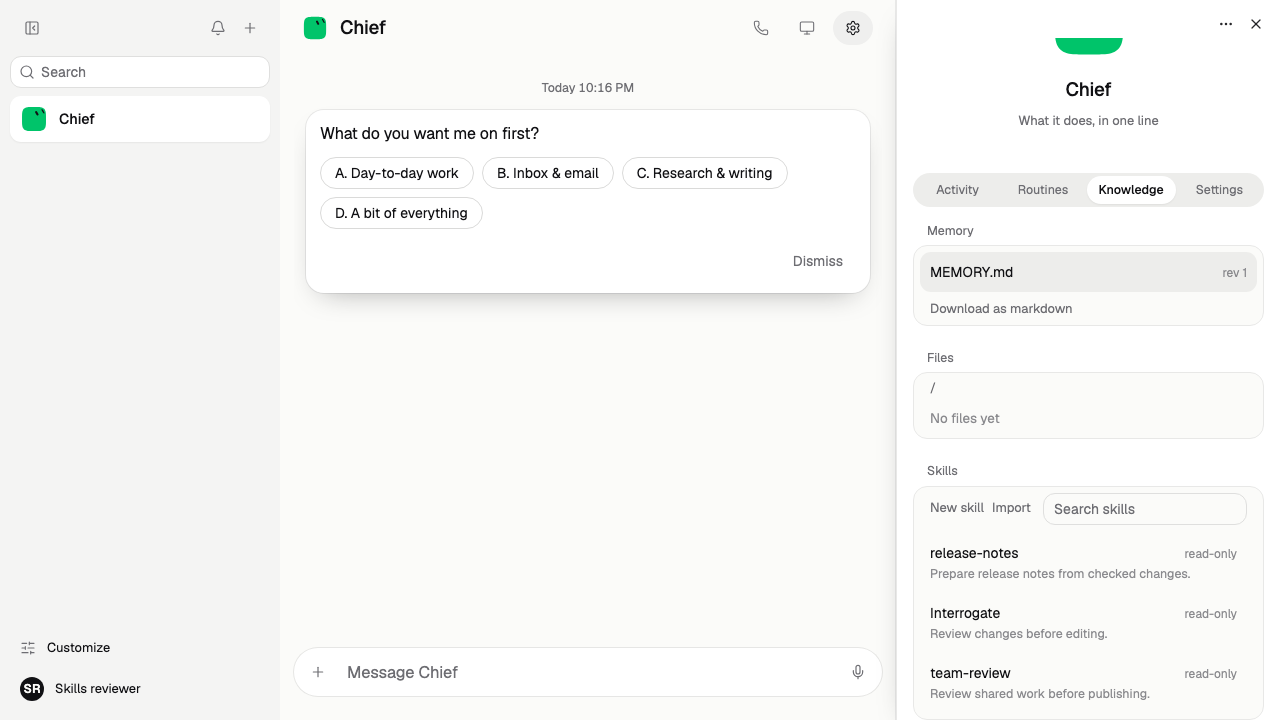 Search
Chief
Customize
SR
Skills reviewer
Chief
Today 10:16 PM
What do you want me on first?
A. Day-to-day work
B. Inbox & email
C. Research & writing
D. A bit of everything
Dismiss
Message Chief
Chief
What it does, in one line
Activity
Routines
Knowledge
Settings
Memory
MEMORY.md
rev 1
Download as markdown
Files
/
No files yet
Skills
New skill
Import
Search skills
release-notes
read-only
Prepare release notes from checked changes.
Interrogate
read-only
Review changes before editing.
team-review
read-only
Review shared work before publishing.